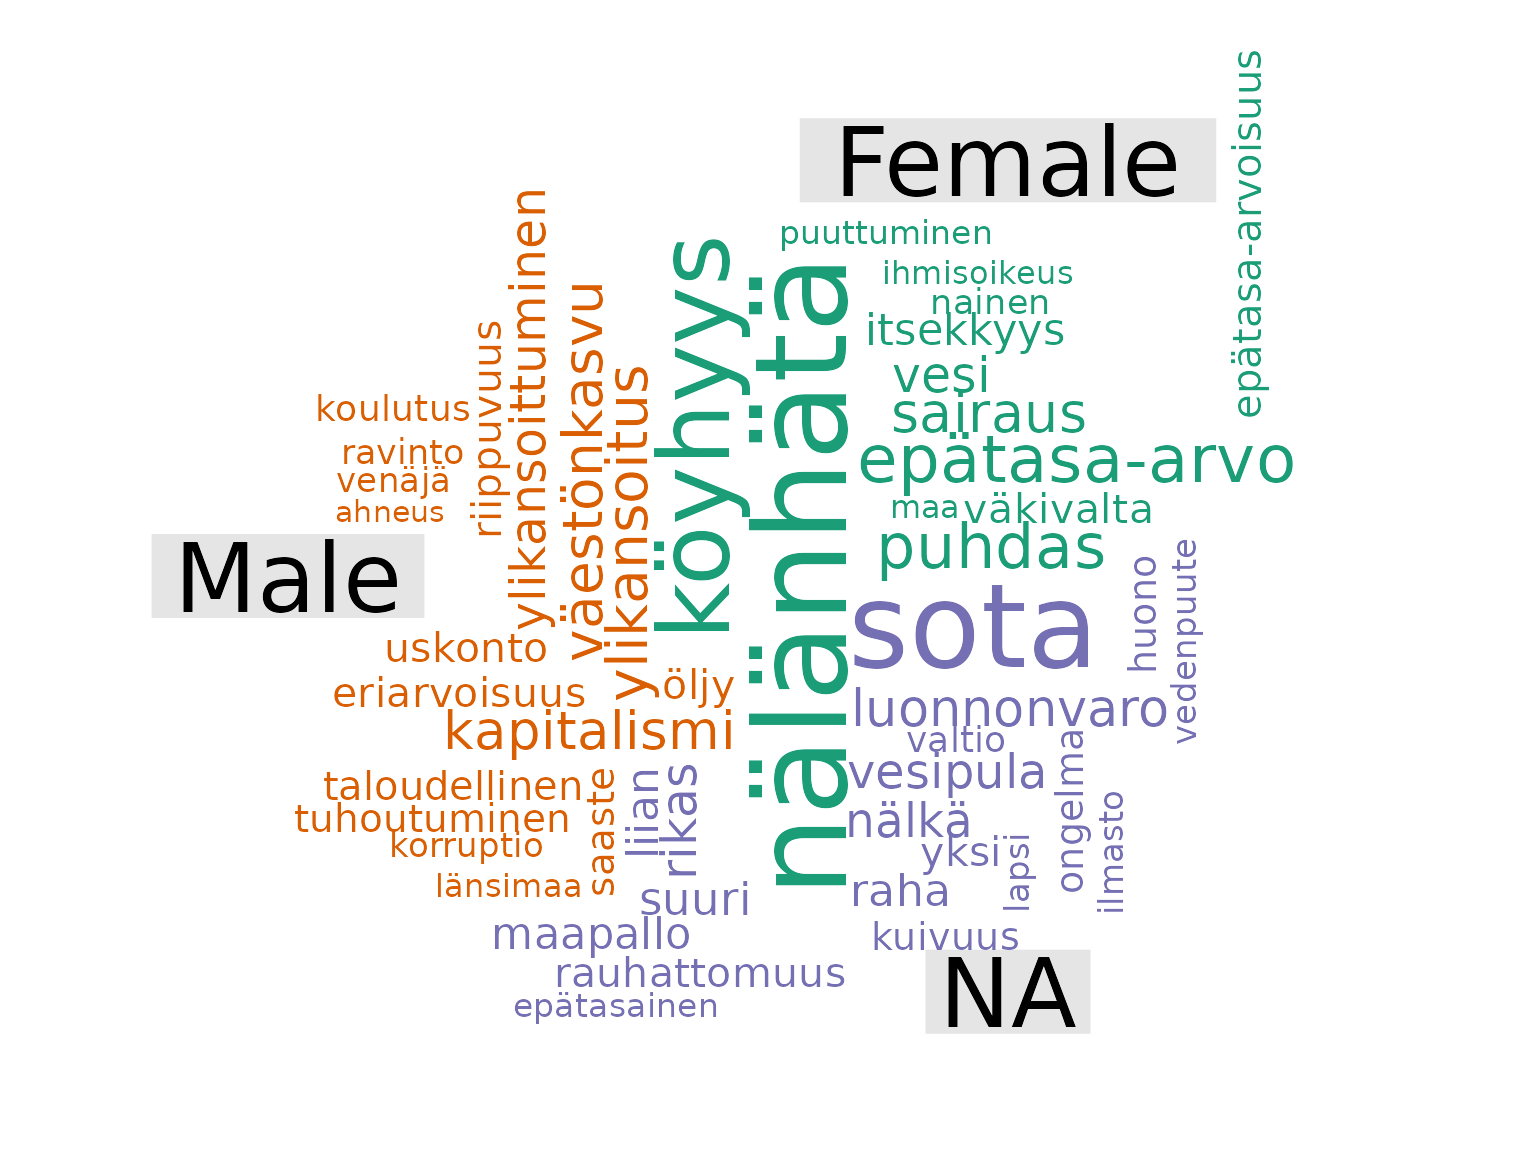 Female
epätasa-arvoisuus
puuttuminen
ihmisoikeus
nainen
itsekkyys
vesi
sairaus
epätasa-arvo
maa
väkivalta
puhdas
köyhyys
nälänhätä
Male
ylikansoittuminen
väestönkasvu
ylikansoitus
riippuvuus
koulutus
ravinto
venäjä
ahneus
uskonto
eriarvoisuus
öljy
kapitalismi
taloudellinen
tuhoutuminen
korruptio
saaste
länsimaa
sota
huono
vedenpuute
luonnonvaro
valtio
vesipula
ongelma
nälkä
ilmasto
yksi
lapsi
raha
kuivuus
liian
rikas
suuri
maapallo
rauhattomuus
epätasainen
NA